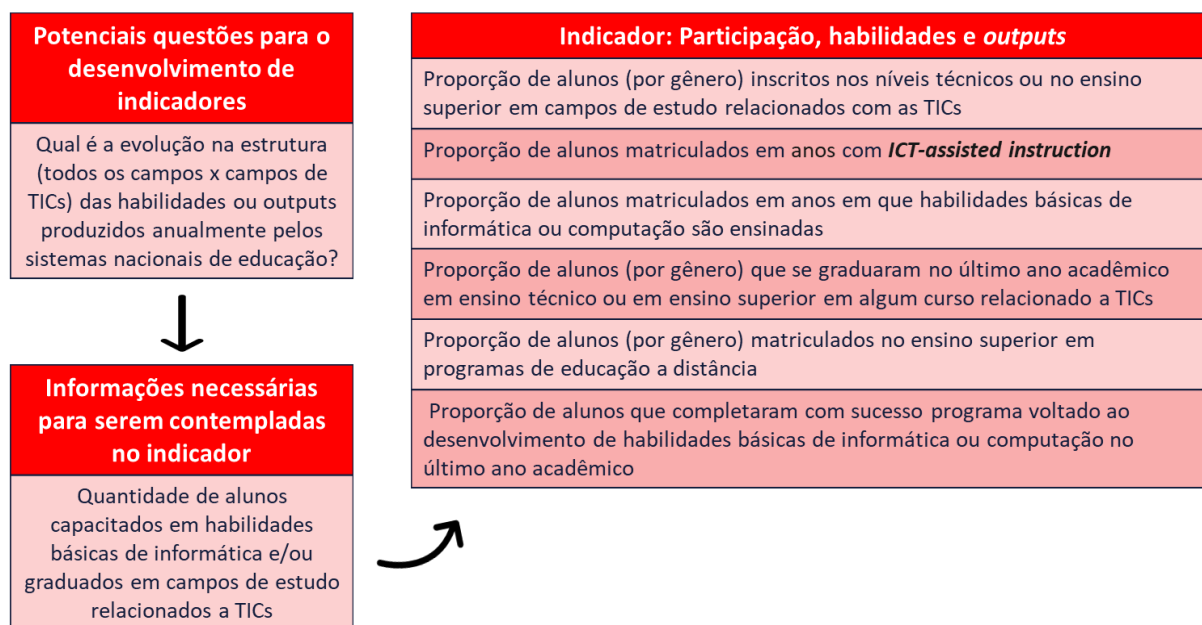 Potenciais questões para o
desenvolvimento de
indicadores
Qual é a evolução na estrutura
(todos os campos x campos de
TICs) das habilidades ou outputs
produzidos anualmente pelos
sistemas nacionais de educação?
Informações necessárias
para serem contempladas
no indicador
Quantidade de alunos
capacitados em habilidades
básicas de informática e/ou
graduados em campos de estudo
relacionados a TICs
Indicador: Participação, habilidades e outputs
Proporção de alunos (por gênero) inscritos nos níveis técnicos ou no ensino
superior em campos de estudo relacionados com as TICs
Proporção de alunos matriculados em anos com ICT-assisted instruction
Proporção de alunos matriculados em anos em que habilidades básicas de
informática ou computação são ensinadas
Proporção de alunos (por gênero) que se graduaram no último ano acadêmico
em ensino técnico ou em ensino superior em algum curso relacionado a TICs
Proporção de alunos (por gênero) matriculados no ensino superior em
programas de educação a distância
Proporção de alunos que completaram com sucesso programa voltado ao
desenvolvimento de habilidades básicas de informática ou computação no
último ano acadêmico